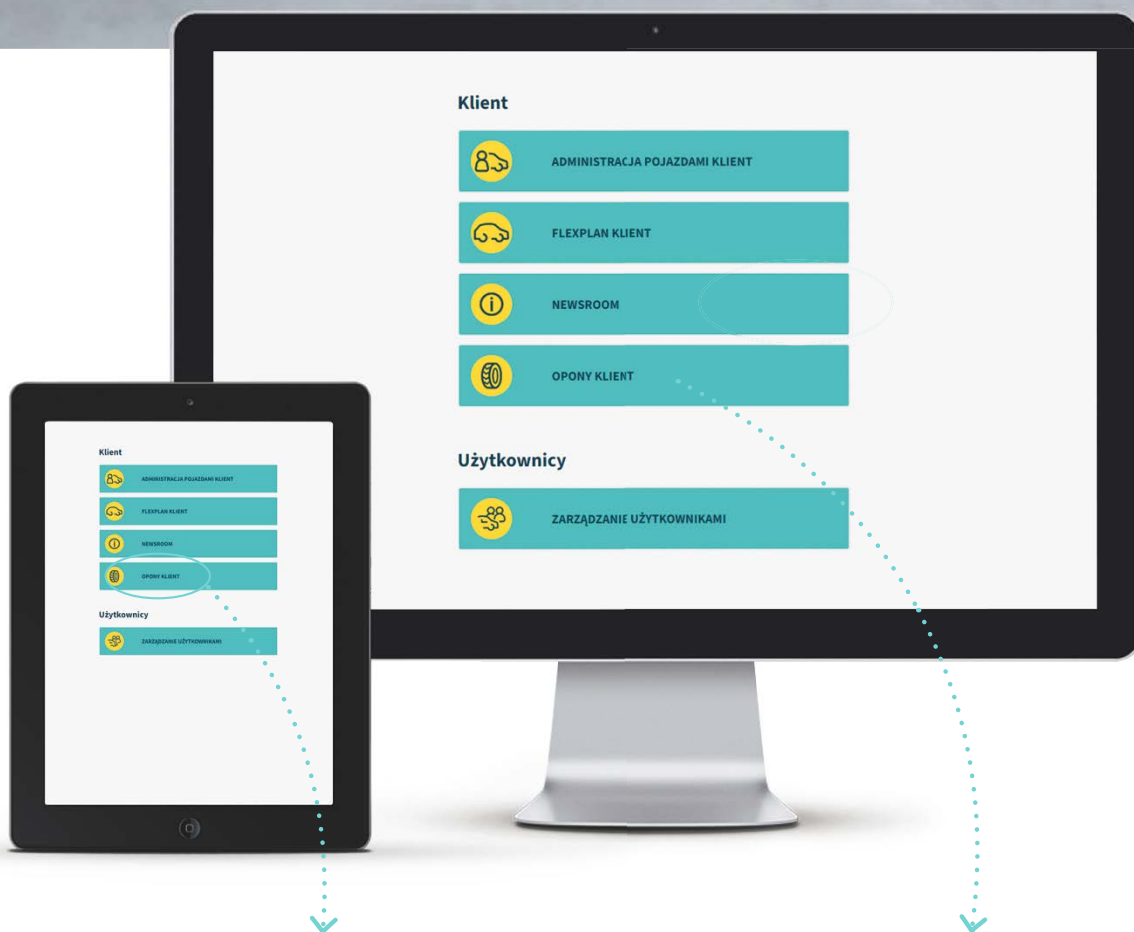 Klient
ADMINISTRACJA POJAZDAMI KLIENT
FLEXPLAN KLIENT
NEWSROOM
OPONY KLIENT
Użytkownicy
ZARZĄDZANIE UŻYTKOWNIKAMI
Klient
ADMINISTRACJA POJAZDAMI KLIENT
FLEXPLAN KLIENT
NEWSROOM
OPONY KLIENT
Użytkownicy
ZARZĄDZANIE UŻYTKOWNIKAMI